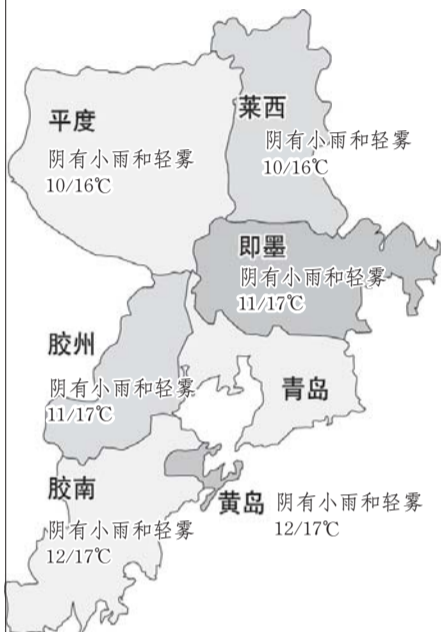 平度
阴有小雨和轻雾
10/16℃
莱西
阴有小雨和轻雾
10/16℃
即墨
阴有小雨和轻雾
11/17℃
胶州
阴有小雨和轻雾
11/17℃
青岛
胶南
阴有小雨和轻雾
12/17℃
黄岛
阴有小雨和轻雾
12/17℃